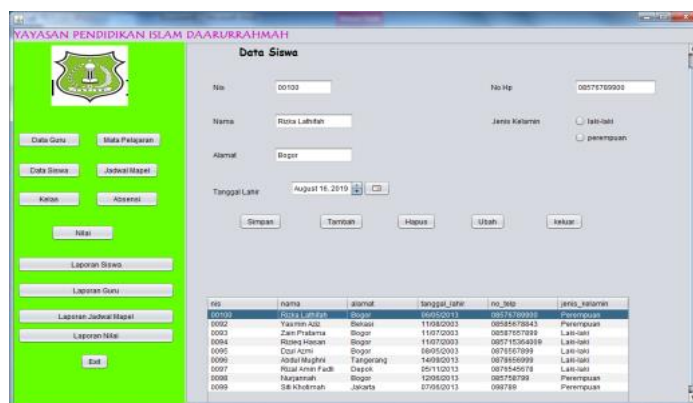 YAYASAN PENDIDIKAN ISLAM DAARURRAHMAH
Data Siswa
Nis 00100 No Hp 08576789900
Nama Rizka Lathifah Jenis Kelamin laki-laki
perempuan
Alamat Bogor
Tanggal Lahir August 16, 2019
Simpan Tambah Hapus Ubah keluar
Data Guru Mata Pelajaran
Data Siswa Jadwal Mapel
Kelas Absensi
Nilai
Laporan Siswa
Laporan Guru
Laporan Jadwal Mapel
Laporan Nilai
Exit
nis nama alamat tanggal_lahir no_telp jenis_kelamin
00100 Rizka Lathifah Bogor 06/05/2013 08576789900 Perempuan
0092 Yasmin Aziz Bekasi 11/08/2003 08585678843 Perempuan
0093 Zain Pratama Bogor 11/07/2003 08587657899 Laki-laki
0094 Rizieq Hasan Bogor 11/07/2003 085715364009 Laki-laki
0095 Dzul Azmi Bogor 08/05/2003 0876567899 Laki-laki
0096 Abdul Mughni Tangerang 14/09/2013 0878656999 Laki-laki
0097 Rizal Amin Fadli Depok 05/11/2013 0876545678 Laki-laki
0098 Nurjannah Bogor 12/06/2013 085758799 Perempuan
0099 Siti Khotimah Jakarta 07/06/2013 098789 Perempuan